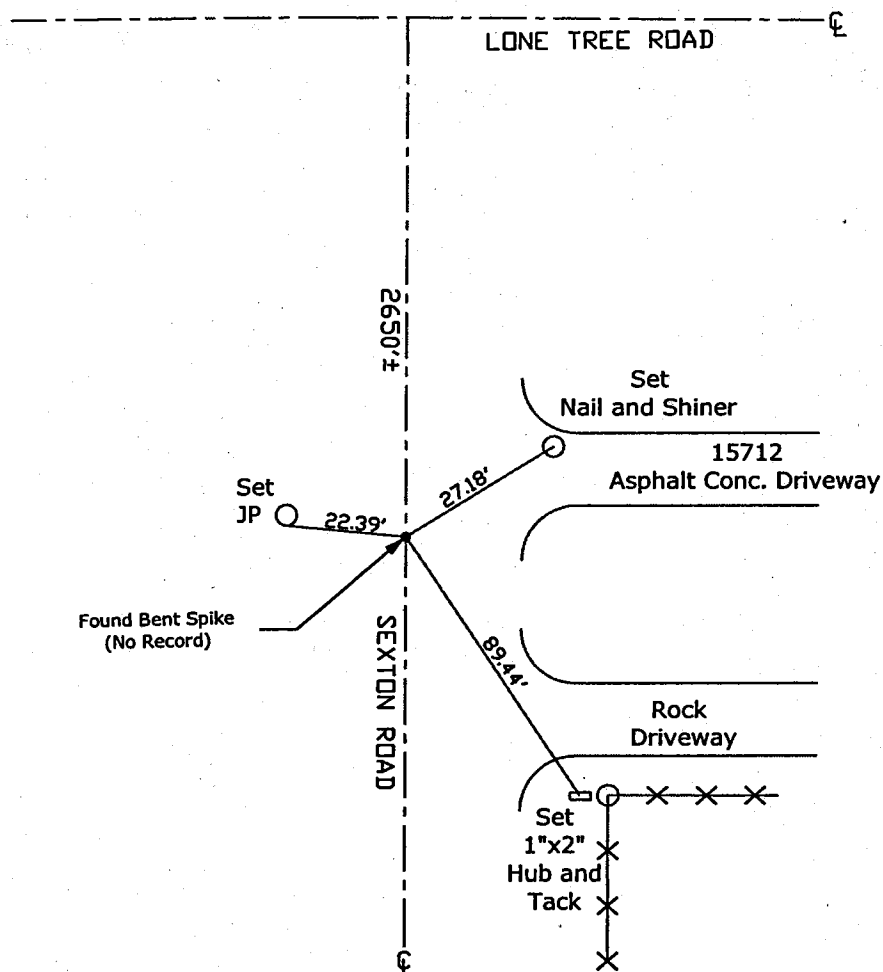 ℄
LONE TREE ROAD
2650'±
Set
Nail and Shiner
15712
Asphalt Conc. Driveway
27.18'
Set
JP
22.39'
Found Bent Spike
(No Record)
SEXTON ROAD
89.44'
Rock
Driveway
Set
1"x2"
Hub and
Tack
℄